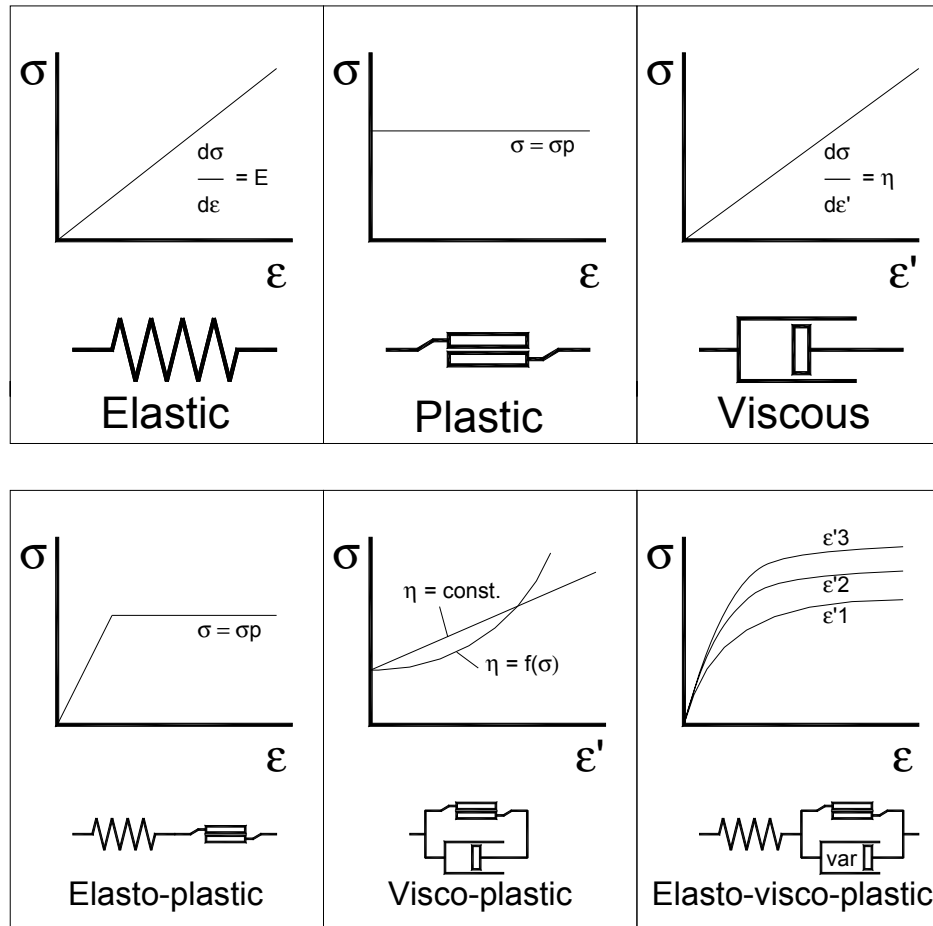 σ
dσ
dε
= E
ε
Elastic
σ
σ = σp
ε
Plastic
σ
dσ
dε'
= η
ε'
Viscous
σ
σ = σp
ε
Elasto-plastic
σ
η = const.
η = f(σ)
ε'
Visco-plastic
σ
ε'3
ε'2
ε'1
ε
var
Elasto-visco-plastic